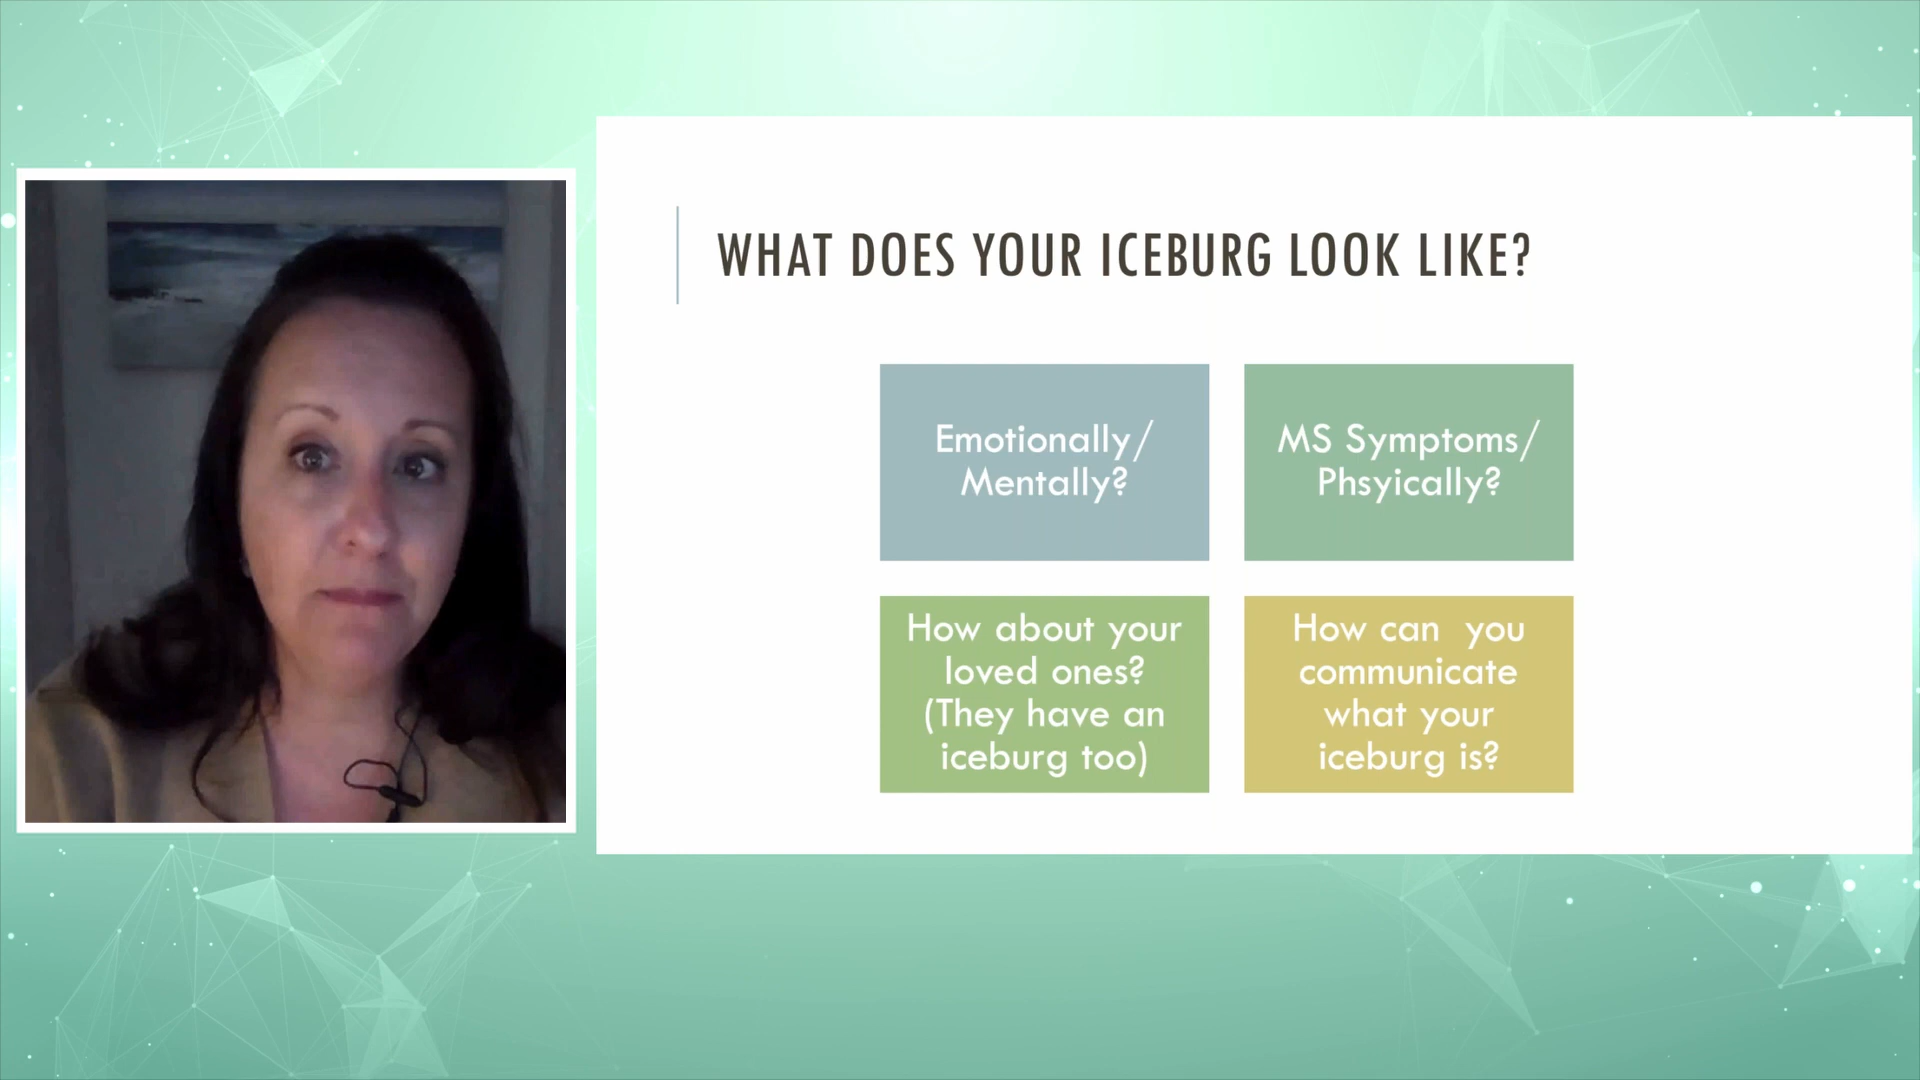 WHAT DOES YOUR ICEBURG LOOK LIKE?
Emotionally/
Mentally?
MS Symptoms/
Phsyically?
How about your
loved ones?
(They have an
iceburg too)
How can  you
communicate
what your
iceburg is?